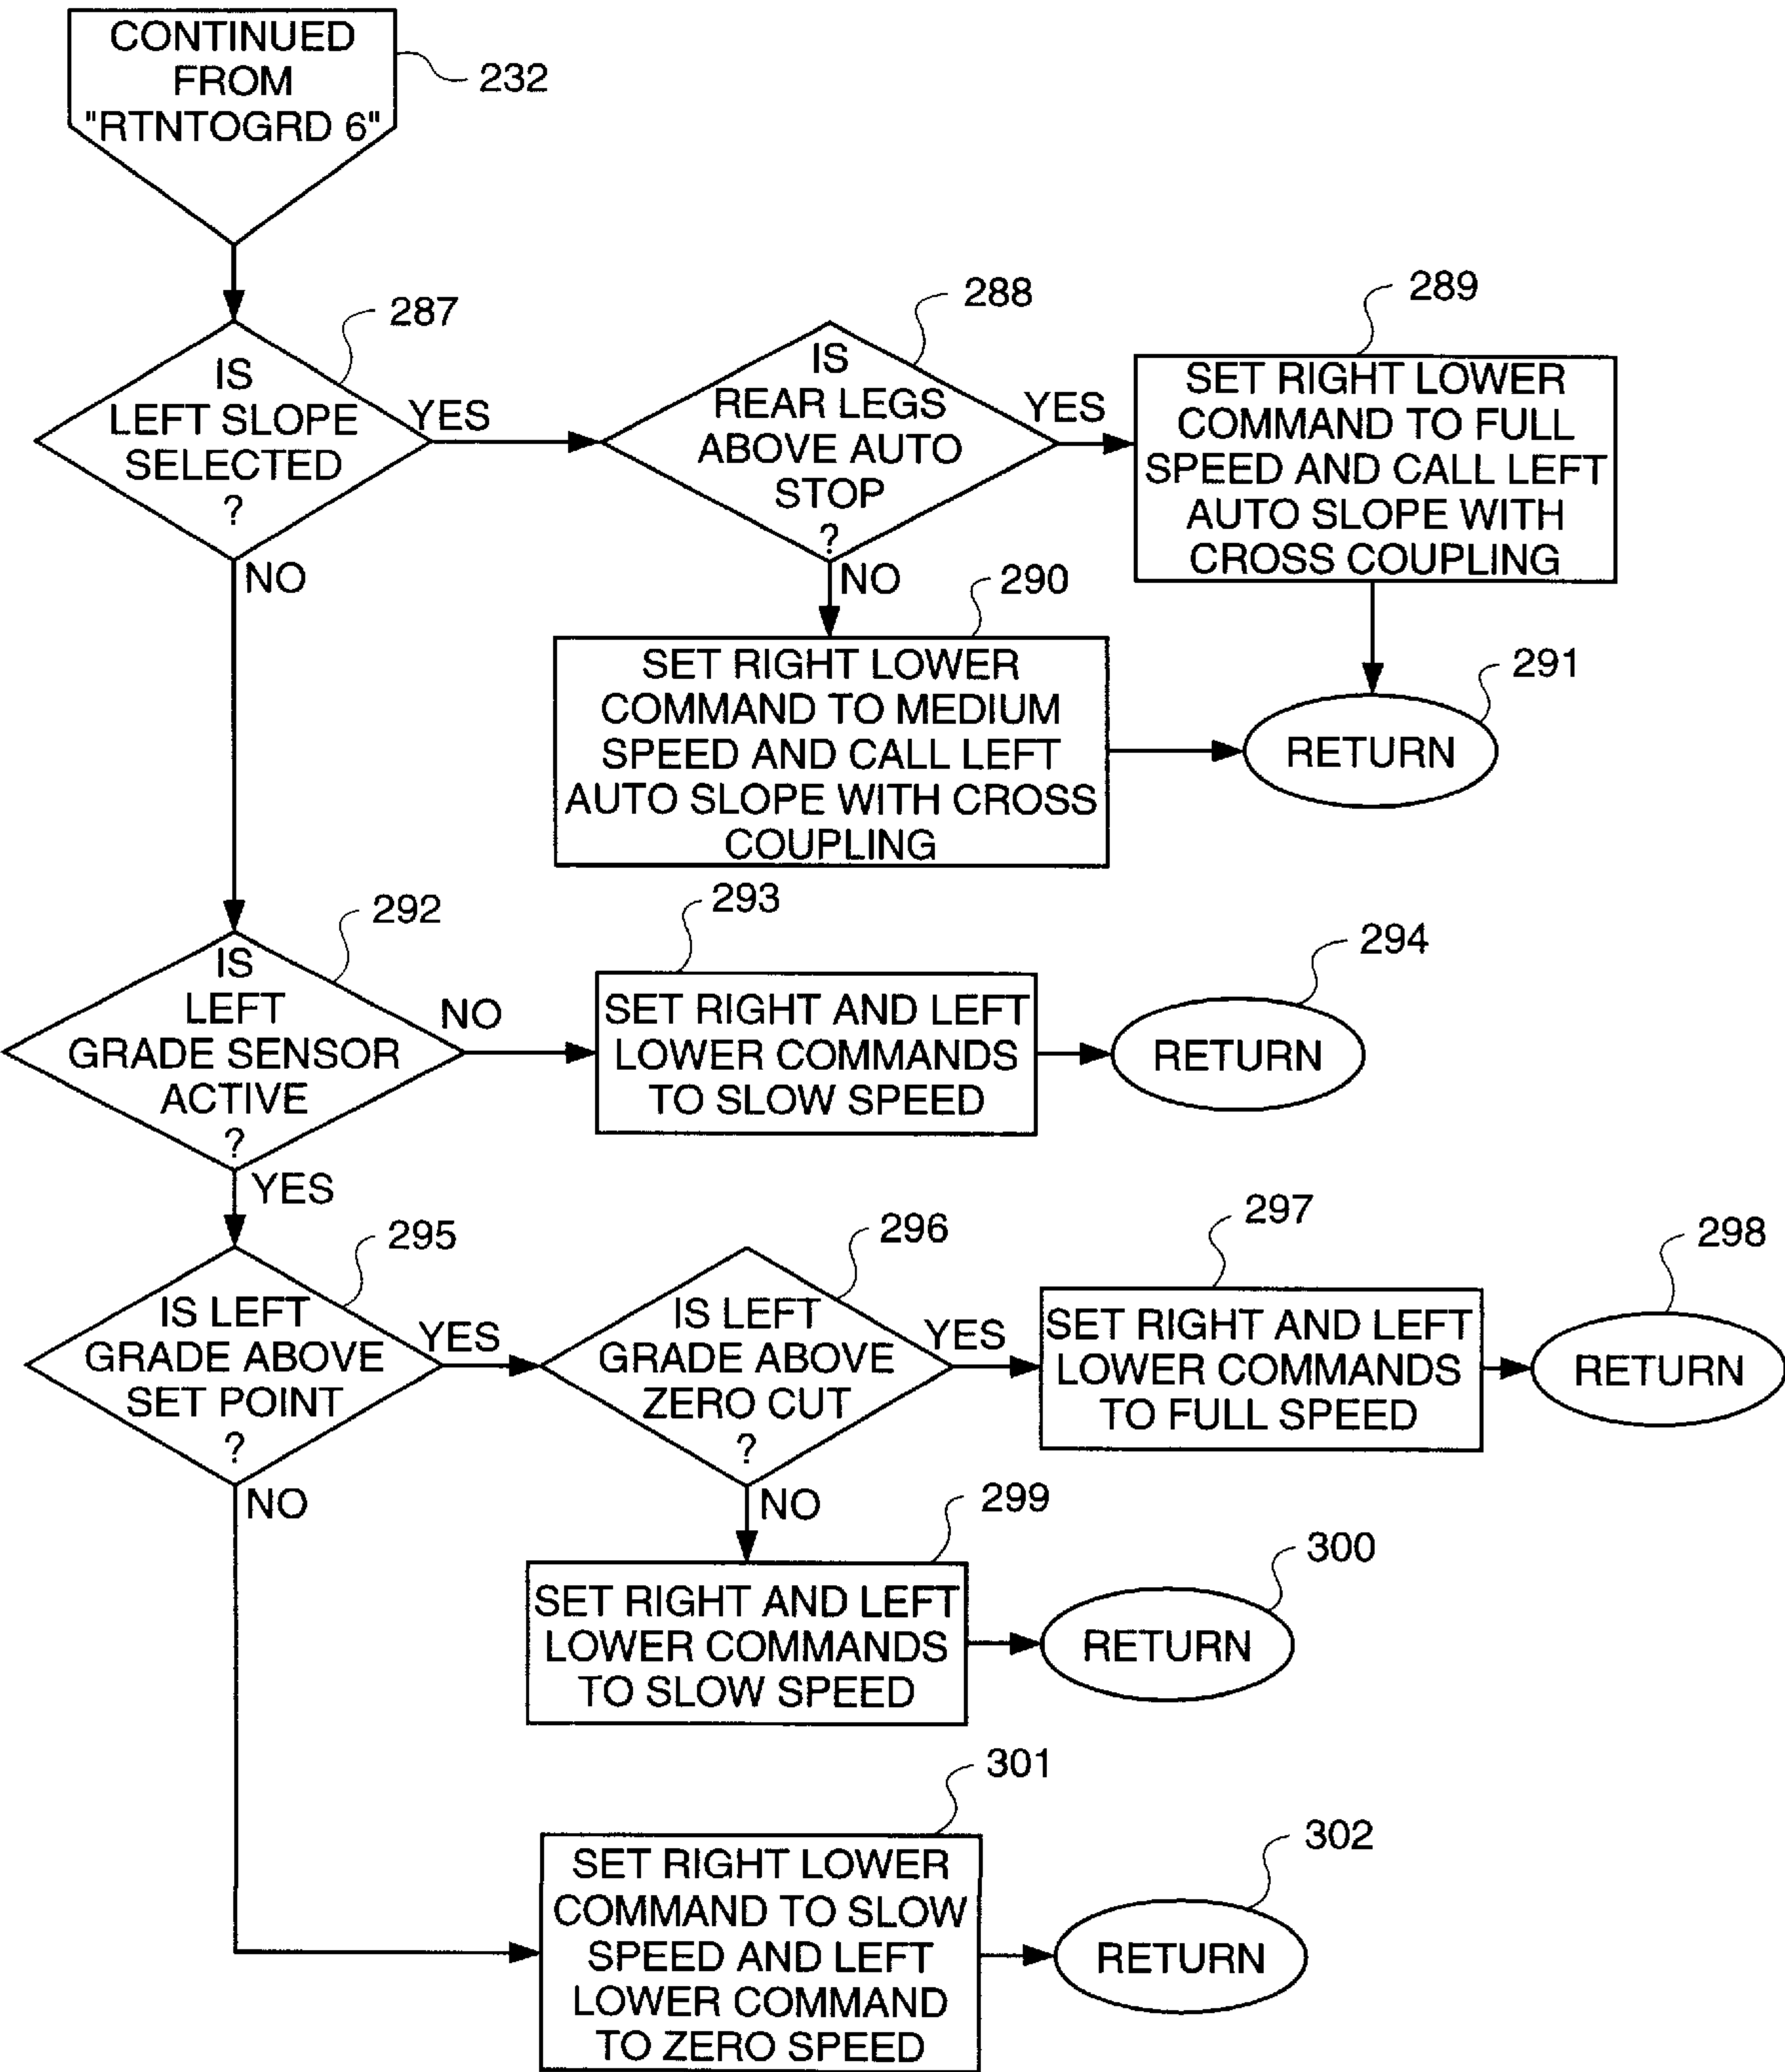 CONTINUED
FROM
"RTNTOGRD 6"
232
287
IS
LEFT SLOPE
SELECTED
?
YES
NO
288
IS
REAR LEGS
ABOVE AUTO
STOP
?
YES
NO
289
SET RIGHT LOWER
COMMAND TO FULL
SPEED AND CALL LEFT
AUTO SLOPE WITH
CROSS COUPLING
290
SET RIGHT LOWER
COMMAND TO MEDIUM
SPEED AND CALL LEFT
AUTO SLOPE WITH CROSS
COUPLING
291
RETURN
292
IS
LEFT
GRADE SENSOR
ACTIVE
?
NO
YES
293
SET RIGHT AND LEFT
LOWER COMMANDS
TO SLOW SPEED
294
RETURN
295
IS LEFT
GRADE ABOVE
SET POINT
?
YES
NO
296
IS LEFT
GRADE ABOVE
ZERO CUT
?
YES
NO
297
SET RIGHT AND LEFT
LOWER COMMANDS
TO FULL SPEED
298
RETURN
299
SET RIGHT AND LEFT
LOWER COMMANDS
TO SLOW SPEED
300
RETURN
301
SET RIGHT LOWER
COMMAND TO SLOW
SPEED AND LEFT
LOWER COMMAND
TO ZERO SPEED
302
RETURN